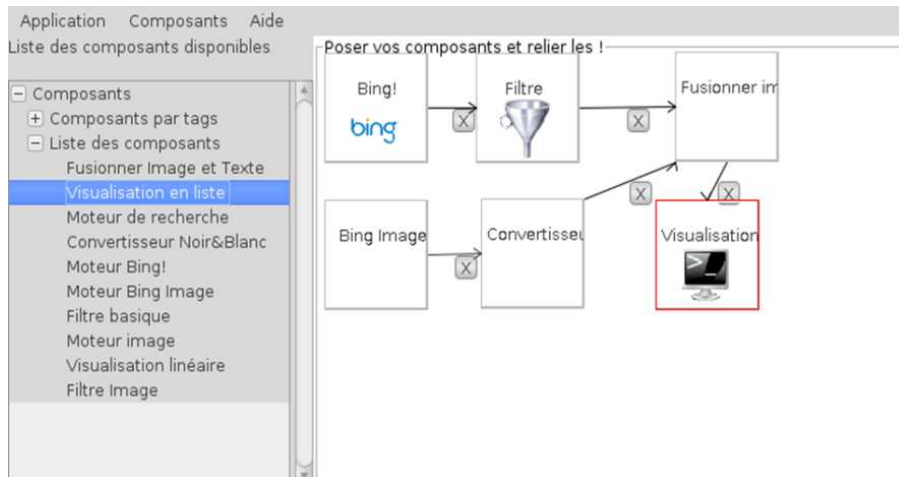 Application Composants Aide
Liste des composants disponibles
Poser vos composants et relier les !
Composants
Composants par tags
Liste des composants
Fusionner Image et Texte
Visualisation en liste
Moteur de recherche
Convertisseur Noir&Blanc
Moteur Bing!
Moteur Bing Image
Filtre basique
Moteur image
Visualisation linéaire
Filtre Image
Bing!
bing
X
Filtre
X
Fusionner im
Bing Image
X
Convertisseu
X
X
Visualisation
>_